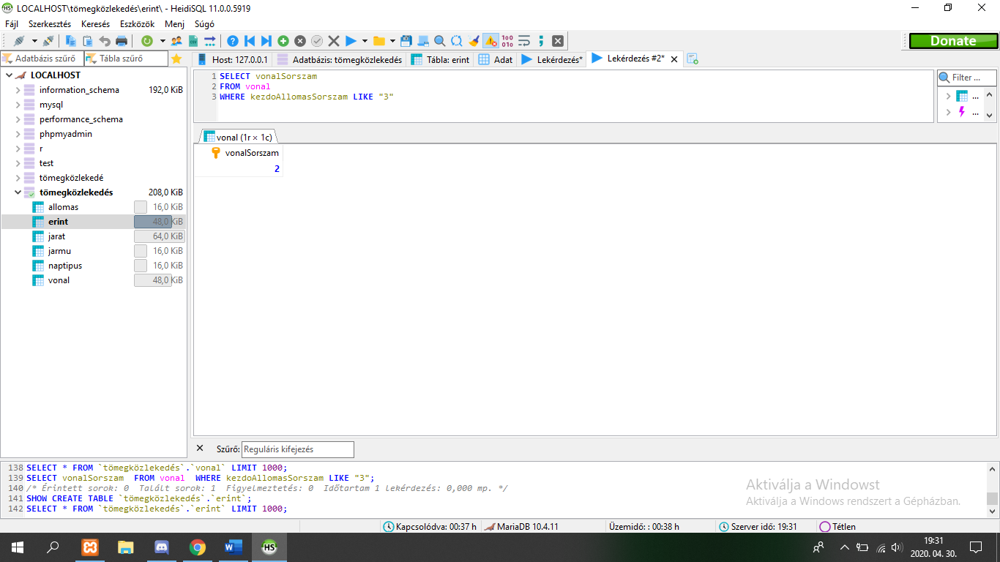 LOCALHOST\tömegközlekedés\erint\ - HeidiSQL 11.0.0.5919
Fájl Szerkesztés Keresés Eszközök Menj Súgó
Donate
Adatbázis szűrő Tábla szűrő
Host: 127.0.0.1 Adatbázis: tömegközlekedés Tábla: erint Adat Lekérdezés* Lekérdezés #2*
LOCALHOST
information_schema 192,0 KiB
mysql
performance_schema
phpmyadmin
r
test
tömegközlekedé
tömegközlekedés 208,0 KiB
allomas 16,0 KiB
erint 48,0 KiB
jarat 64,0 KiB
jarmu 16,0 KiB
naptipus 16,0 KiB
vonal 48,0 KiB
1 SELECT vonalSorszam
2 FROM vonal
3 WHERE kezdoAllomasSorszam LIKE "3"
Filter ...
...
...
vonal (1r × 1c)
vonalSorszam
2
Szűrő: Reguláris kifejezés
138 SELECT * FROM `tömegközlekedés`.`vonal` LIMIT 1000;
139 SELECT vonalSorszam  FROM vonal  WHERE kezdoAllomasSorszam LIKE "3";
140 /* Érintett sorok: 0  Talált sorok: 1  Figyelmeztetés: 0  Időtartam 1 lekérdezés: 0,000 mp. */
141 SHOW CREATE TABLE `tömegközlekedés`.`erint`;
142 SELECT * FROM `tömegközlekedés`.`erint` LIMIT 1000;
Aktiválja a Windowst
Aktiválja a Windows rendszert a Gépházban.
Kapcsolódva: 00:37 h MariaDB 10.4.11 Üzemidő: : 00:38 h Szerver idő: 19:31 Tétlen
19:31
2020. 04. 30.